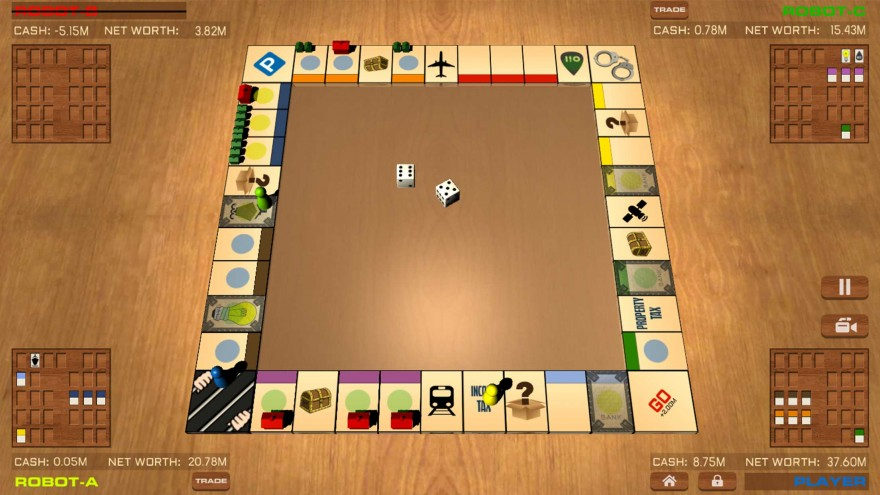 ROBOT-B
CASH: -5.15M NET WORTH: 3.82M
TRADE
ROBOT-C
CASH: 0.78M NET WORTH: 15.43M
P
110
?
?
PROPERTY
TAX
INCOME
TAX
?
BANK
GO
+2.00M
CASH: 0.05M NET WORTH: 20.78M
ROBOT-A
TRADE
CASH: 8.75M NET WORTH: 37.60M
PLAYER